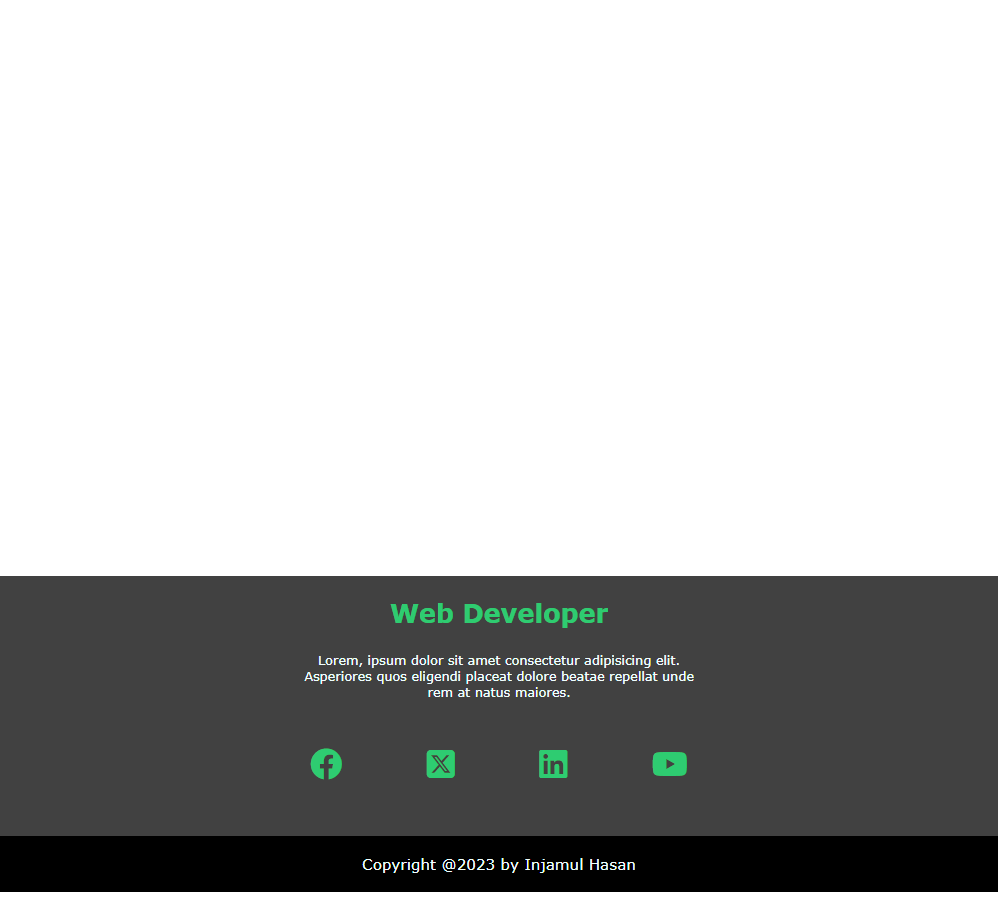 Web Developer
Lorem, ipsum dolor sit amet consectetur adipisicing elit.
Asperiores quos eligendi placeat dolore beatae repellat unde
rem at natus maiores.
Copyright @2023 by Injamul Hasan